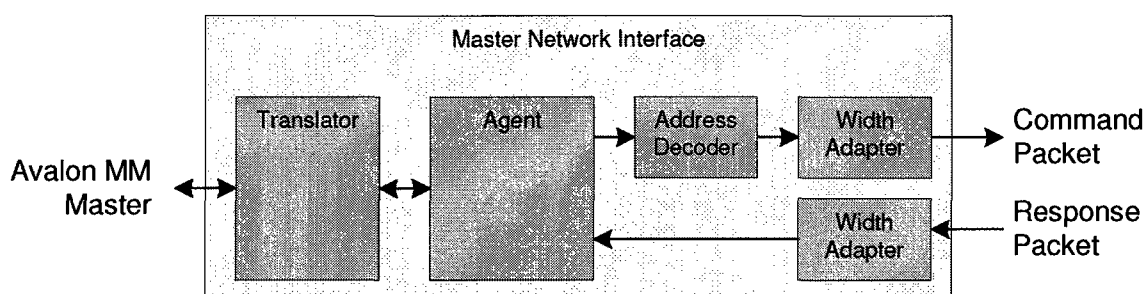 Master Network Interface
Translator
Agent
Address
Decoder
Width
Adapter
Command
Packet
Avalon MM
Master
Width
Adapter
Response
Packet